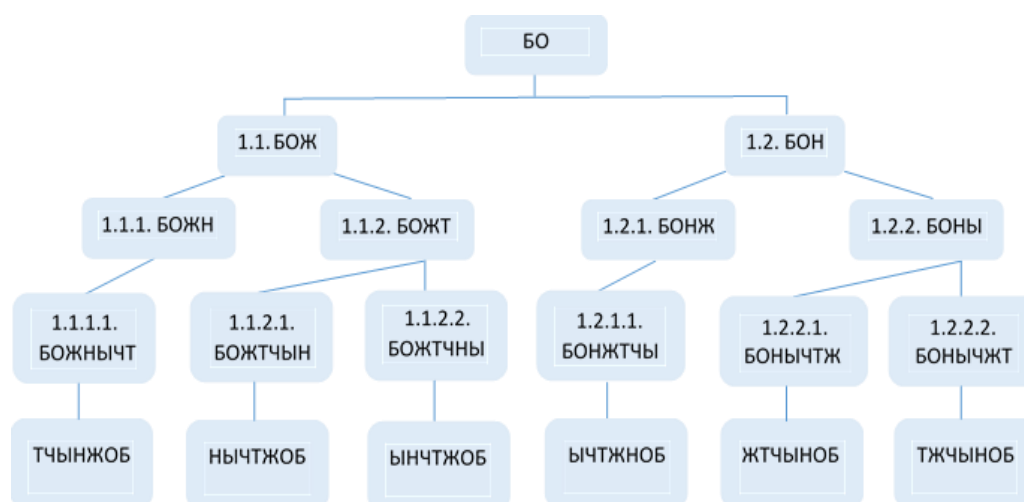 БО
1.1. БОЖ
1.2. БОН
1.1.1. БОЖН
1.1.2. БОЖТ
1.2.1. БОНЖ
1.2.2. БОНЫ
1.1.1.1.
БОЖНЫЧТ
1.1.2.1.
БОЖТЧЫН
1.1.2.2.
БОЖТЧНЫ
1.2.1.1.
БОНЖТЧЫ
1.2.2.1.
БОНЫЧТЖ
1.2.2.2.
БОНЫЧЖТ
ТЧЫНЖОБ
НЫЧТЖОБ
ЫНЧТЖОБ
ЫЧТЖНОБ
ЖТЧЫНОБ
ТЖЧЫНОБ